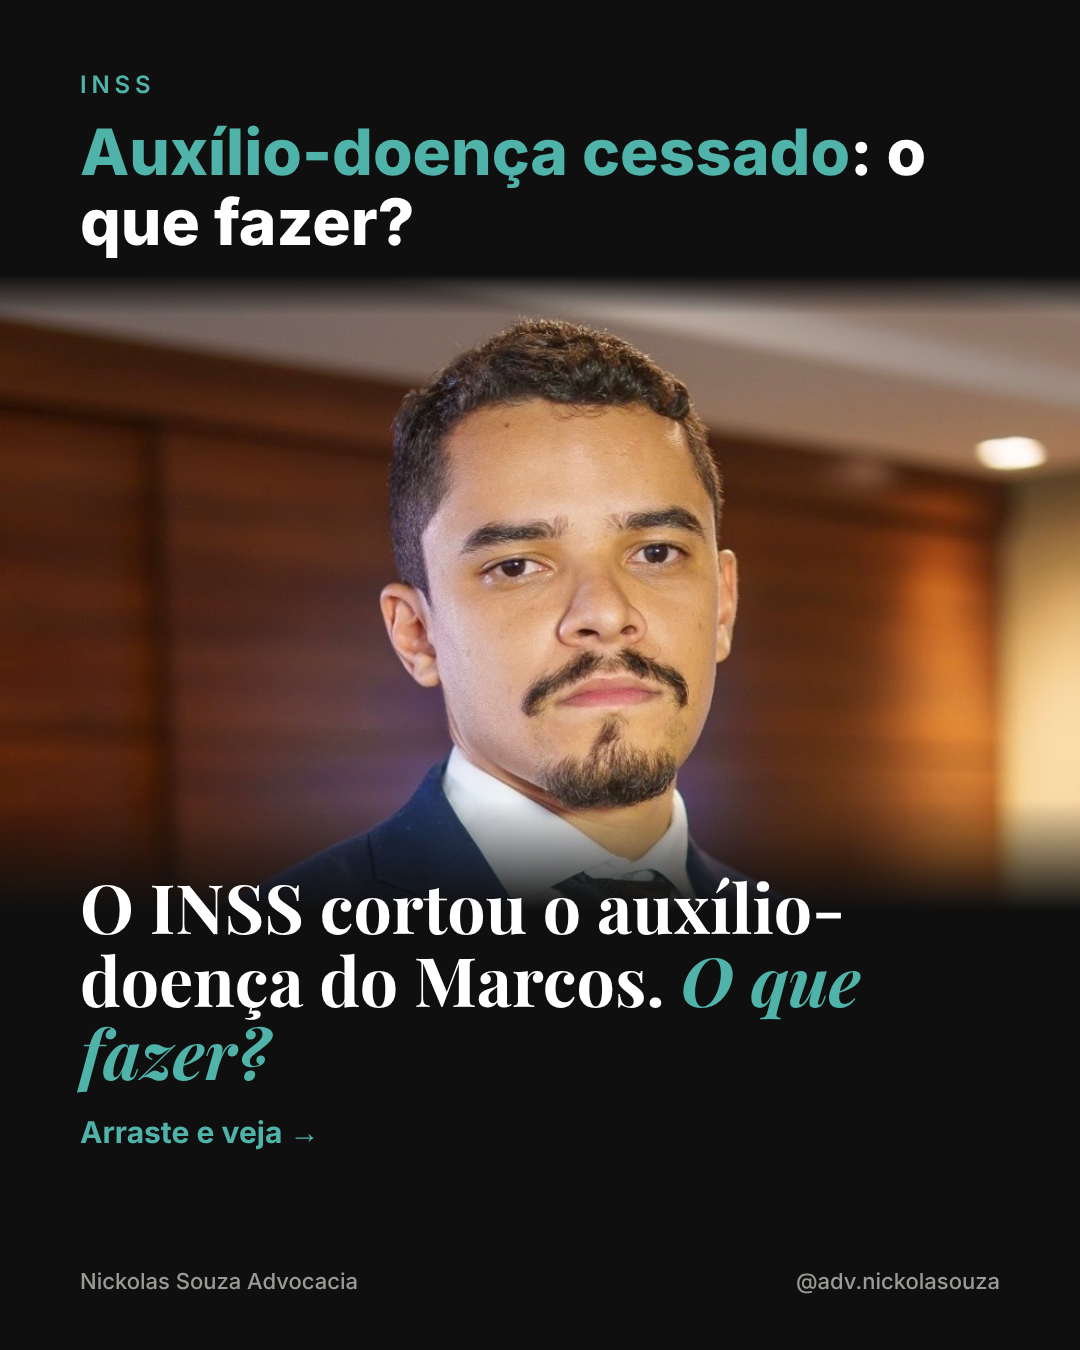 INSS
Auxílio-doença cessado: o
que fazer?
O INSS cortou o auxílio-
doença do Marcos. O que
fazer?
Arraste e veja →
Nickolas Souza Advocacia
@adv.nickolasouza